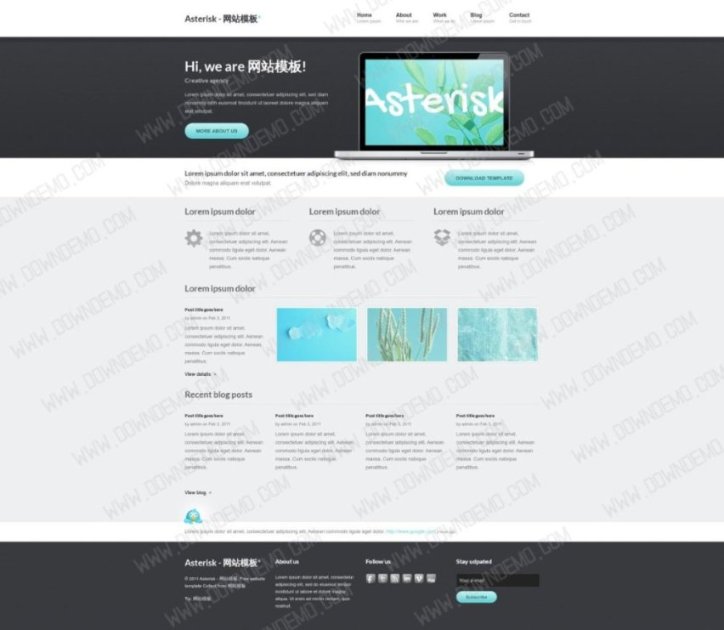 Asterisk - 网站模板*
Home About Work Blog Contact
Lorem ipsum Who we are What we do Lorem ipsum Get in touch
Hi, we are 网站模板!
Creative agency
Lorem ipsum dolor sit amet, consectetuer adipiscing elit, sed diam
nonummy nibh euismod tincidunt ut laoreet dolore magna aliquam
erat volutpat.
MORE ABOUT US
Asterisk
Lorem ipsum dolor sit amet, consectetuer adipiscing elit, sed diam nonummy
Dolore magna aliquam erat volutpat.
DOWNLOAD TEMPLATE
Lorem ipsum dolor Lorem ipsum dolor Lorem ipsum dolor
Lorem ipsum dolor sit amet,
consectetuer adipiscing elit. Aenean
commodo ligula eget dolor. Aenean
massa. Cum sociis natoque
penatibus.
Lorem ipsum dolor sit amet,
consectetuer adipiscing elit. Aenean
commodo ligula eget dolor. Aenean
massa. Cum sociis natoque
penatibus.
Lorem ipsum dolor sit amet,
consectetuer adipiscing elit. Aenean
commodo ligula eget dolor. Aenean
massa. Cum sociis natoque
penatibus.
Lorem ipsum dolor
Post title goes here
by admin on Feb 3, 2011
Lorem ipsum dolor sit amet,
consectetuer adipiscing elit. Aenean
commodo ligula eget dolor. Aenean
massa. Cum sociis natoque
penatibus.
View details
Recent blog posts
Post title goes here
by admin on Feb 3, 2011
Lorem ipsum dolor sit amet,
consectetuer adipiscing elit. Aenean
commodo ligula eget dolor. Aenean
massa. Cum sociis natoque
penatibus.
Post title goes here
by admin on Feb 3, 2011
Lorem ipsum dolor sit amet,
consectetuer adipiscing elit. Aenean
commodo ligula eget dolor. Aenean
massa. Cum sociis natoque
penatibus.
Post title goes here
by admin on Feb 3, 2011
Lorem ipsum dolor sit amet,
consectetuer adipiscing elit. Aenean
commodo ligula eget dolor. Aenean
massa. Cum sociis natoque
penatibus.
Post title goes here
by admin on Feb 3, 2011
Lorem ipsum dolor sit amet,
consectetuer adipiscing elit. Aenean
commodo ligula eget dolor. Aenean
massa. Cum sociis natoque
penatibus.
View blog
Lorem ipsum dolor sit amet, consectetuer adipiscing elit. Aenean commodo ligula eget dolor. http://www.google.com
Asterisk - 网站模板*
© 2011 Asterisk - 网站模板, Free website
template Collect from 网站模板
About us
Lorem ipsum dolor sit amet, consectetuer
adipiscing elit, sed do eiusmod tempor
incididunt ut labore et dolore magna
aliqua. Ut enim ad minim veniam, quis
nostrud.
Follow us
Stay udpated
Your e-mail
Subscribe
WWW.DOWNDEMO.COM